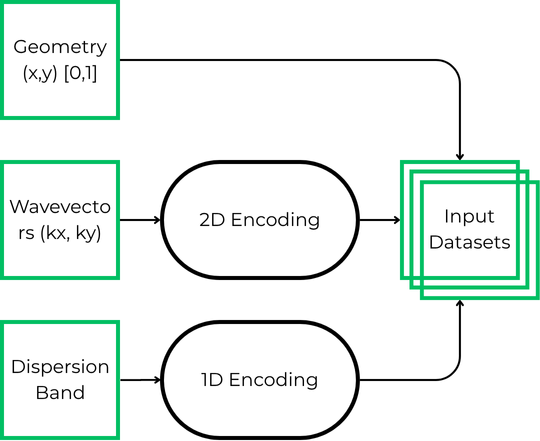 Geometry
(x,y) [0,1]
Wavevecto
rs (kx, ky)
2D Encoding
Input
Datasets
Dispersion
Band
1D Encoding